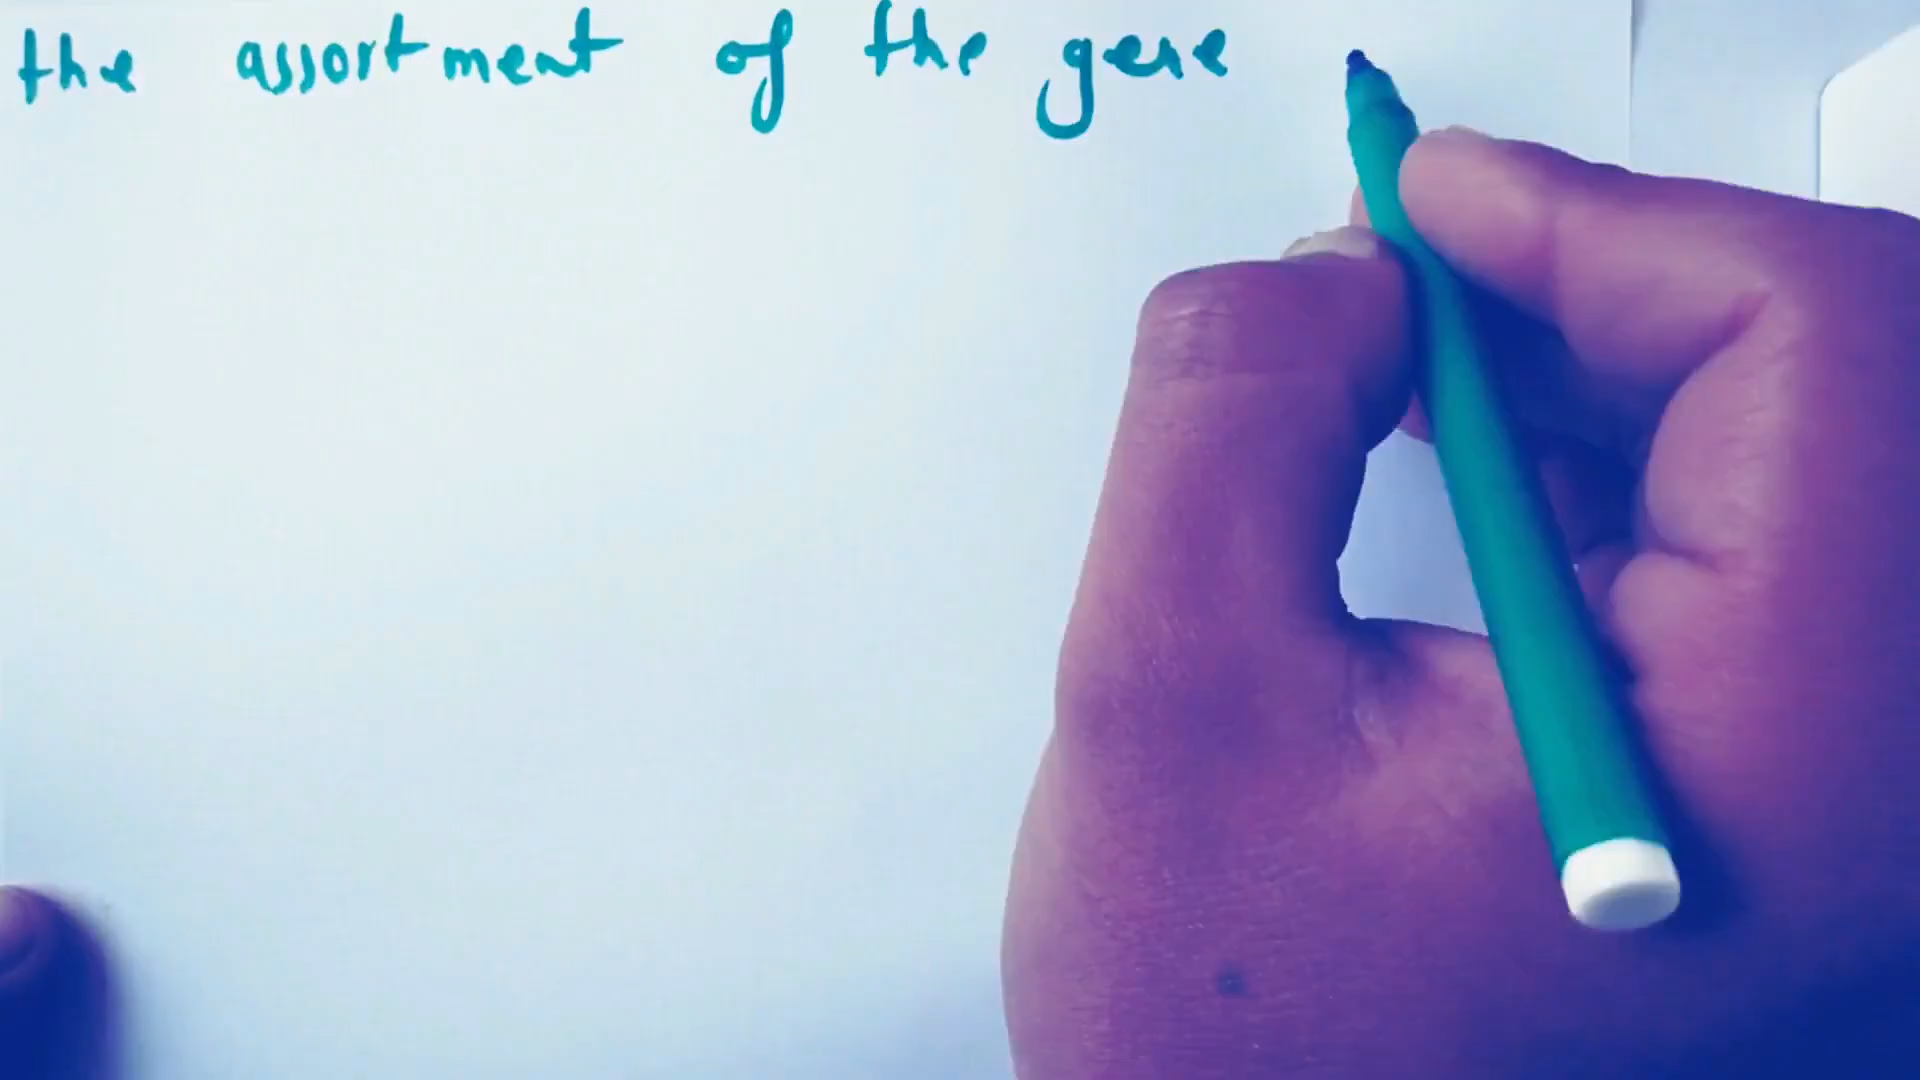 the assortment of the gene